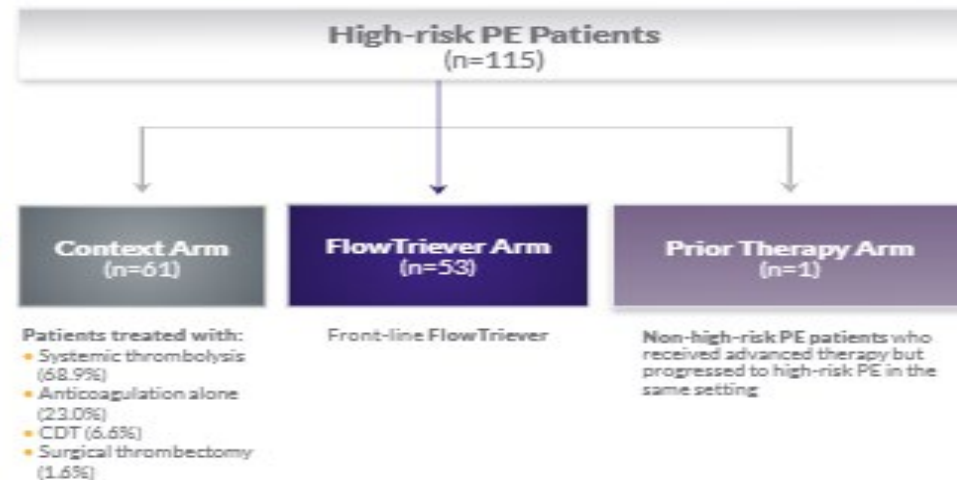 High-risk PE Patients
(n=115)
Context Arm
(n=61)
FlowTriever Arm
(n=53)
Prior Therapy Arm
(n=1)
Patients treated with:
• Systemic thrombolysis
(68.9%)
• Anticoagulation alone
(23.0%)
• CDT (6.6%)
• Surgical thrombectomy
(1.6%)
Front-line FlowTriever
Non-high-risk PE patients who
received advanced therapy but
progressed to high-risk PE in the
same setting